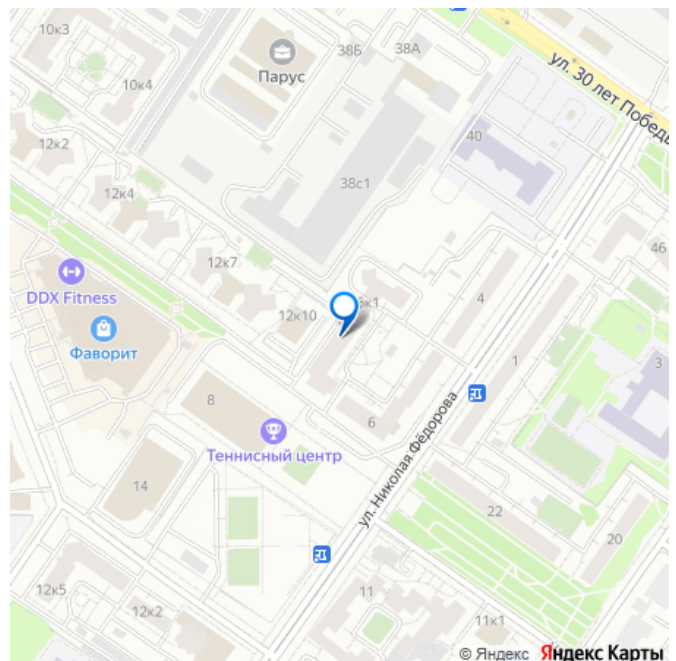 10к3
38Б
38А
Парус
10к4
ул. 30 лет Победы
40
12к2
38с1
12к4
46
12к7
DDX Fitness
4
12к10
6к1
Фаворит
1
3
8
6
Теннисный центр
ул. Николая Фёдорова
14
22
20
12к5
12к2
11
11к1
© Яндекс Яндекс Карты